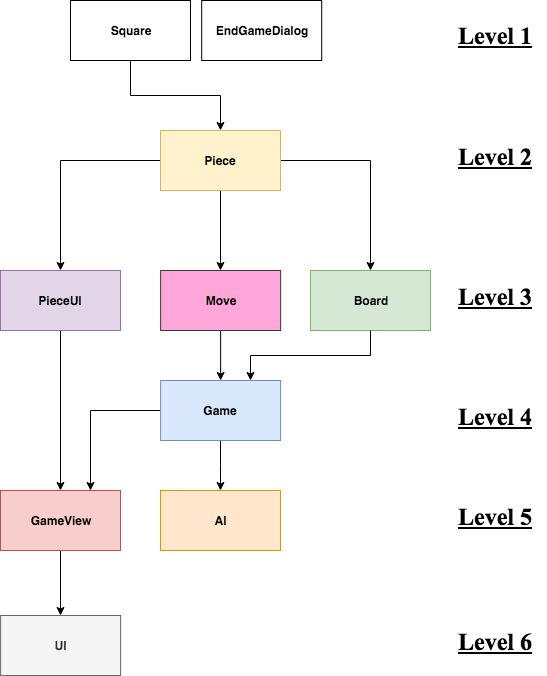 Square
EndGameDialog
Level 1
Piece
Level 2
PieceUI
Move
Board
Level 3
Game
Level 4
GameView
AI
Level 5
UI
Level 6